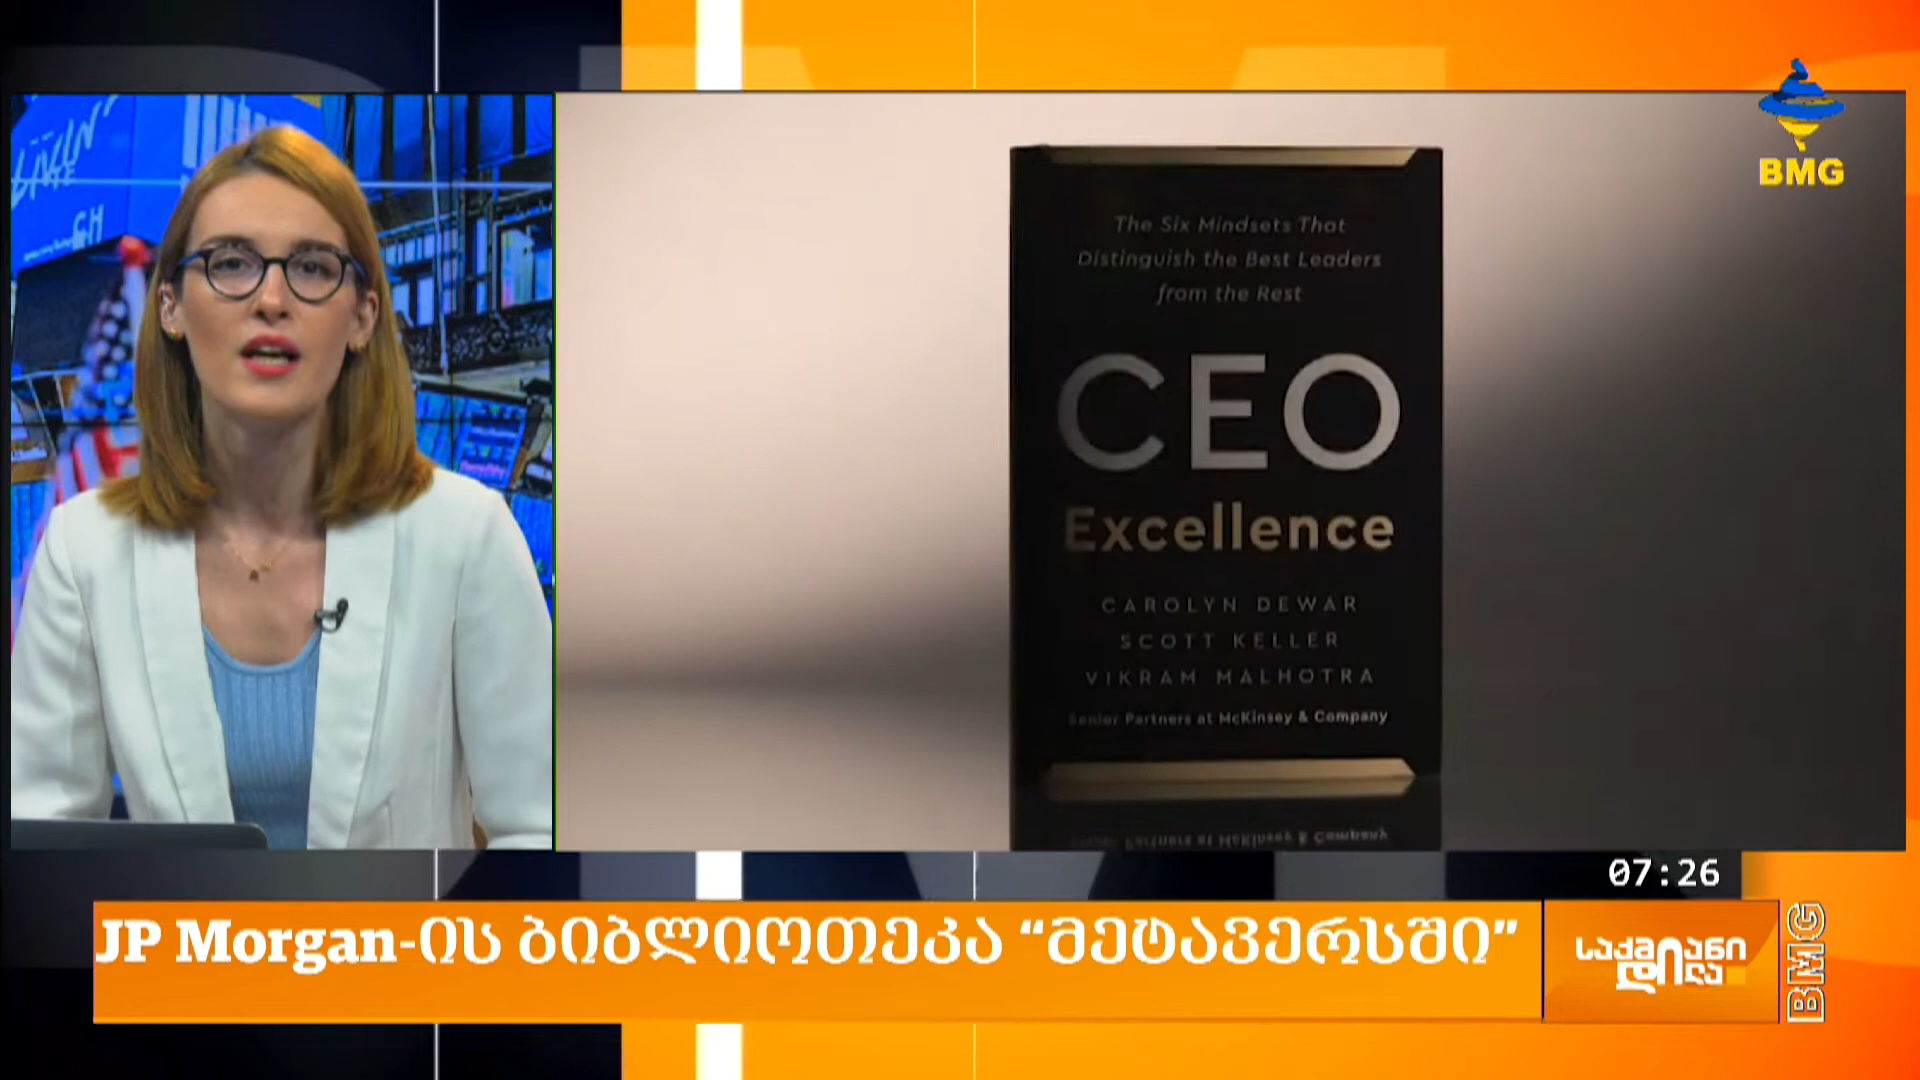 CH
BMG
The Six Mindsets That
Distinguish the Best Leaders
from the Rest
CEO
Excellence
CAROLYN DEWAR
SCOTT KELLER
VIKRAM MALHOTRA
Senior Partners at McKinsey & Company
07:26
JP Morgan-ის ბიბლიოთეკა “მეტავერსში”
საქმიანი
დილა
BMG